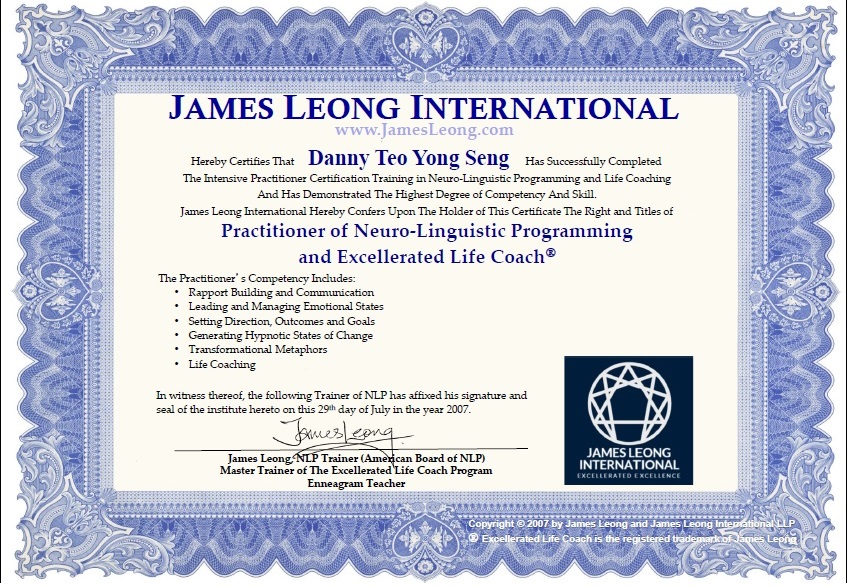 JAMES LEONG INTERNATIONAL
www.JamesLeong.com
Hereby Certifies That Danny Teo Yong Seng Has Successfully Completed
The Intensive Practitioner Certification Training in Neuro-Linguistic Programming and Life Coaching
And Has Demonstrated The Highest Degree of Competency And Skill.
James Leong International Hereby Confers Upon The Holder of This Certificate The Right and Titles of
Practitioner of Neuro-Linguistic Programming
and Excellerated Life Coach®
The Practitioner's Competency Includes:
• Rapport Building and Communication
• Leading and Managing Emotional States
• Setting Direction, Outcomes and Goals
• Generating Hypnotic States of Change
• Transformational Metaphors
• Life Coaching
In witness thereof, the following Trainer of NLP has affixed his signature and
seal of the institute hereto on this 29th day of July in the year 2007.
James Leong
James Leong, NLP Trainer (American Board of NLP)
Master Trainer of The Excellerated Life Coach Program
Enneagram Teacher
JAMES LEONG
INTERNATIONAL
EXCELLERATED EXCELLENCE
Copyright © 2007 by James Leong and James Leong International LLP
® Excellerated Life Coach is the registered trademark of James Leong